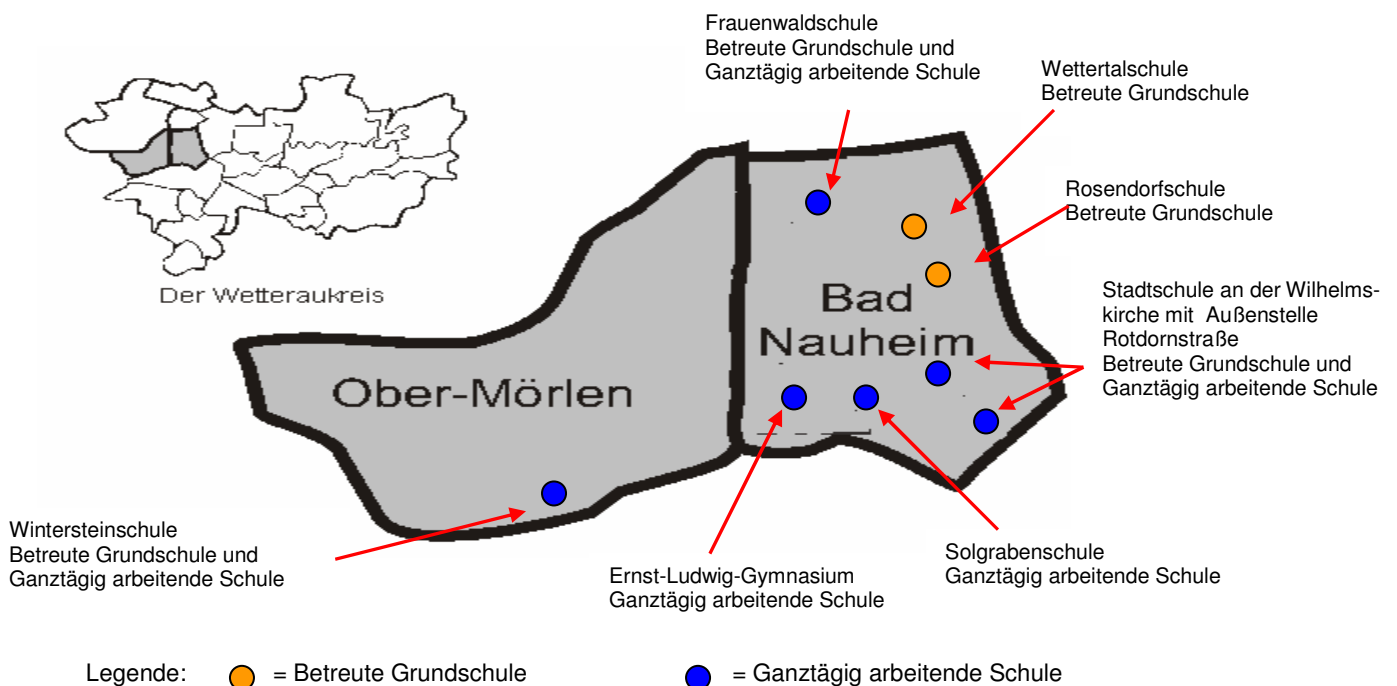 Frauenwaldschule
Betreute Grundschule und
Ganztägig arbeitende Schule
Wettertalschule
Betreute Grundschule
Rosendorfschule
Betreute Grundschule
Der Wetteraukreis
Stadtschule an der Wilhelms-
kirche mit Außenstelle
Rotdornstraße
Betreute Grundschule und
Ganztägig arbeitende Schule
Bad
Nauheim
Ober-Mörlen
Wintersteinschule
Betreute Grundschule und
Ganztägig arbeitende Schule
Ernst-Ludwig-Gymnasium
Ganztägig arbeitende Schule
Solgrabenschule
Ganztägig arbeitende Schule
Legende: = Betreute Grundschule = Ganztägig arbeitende Schule